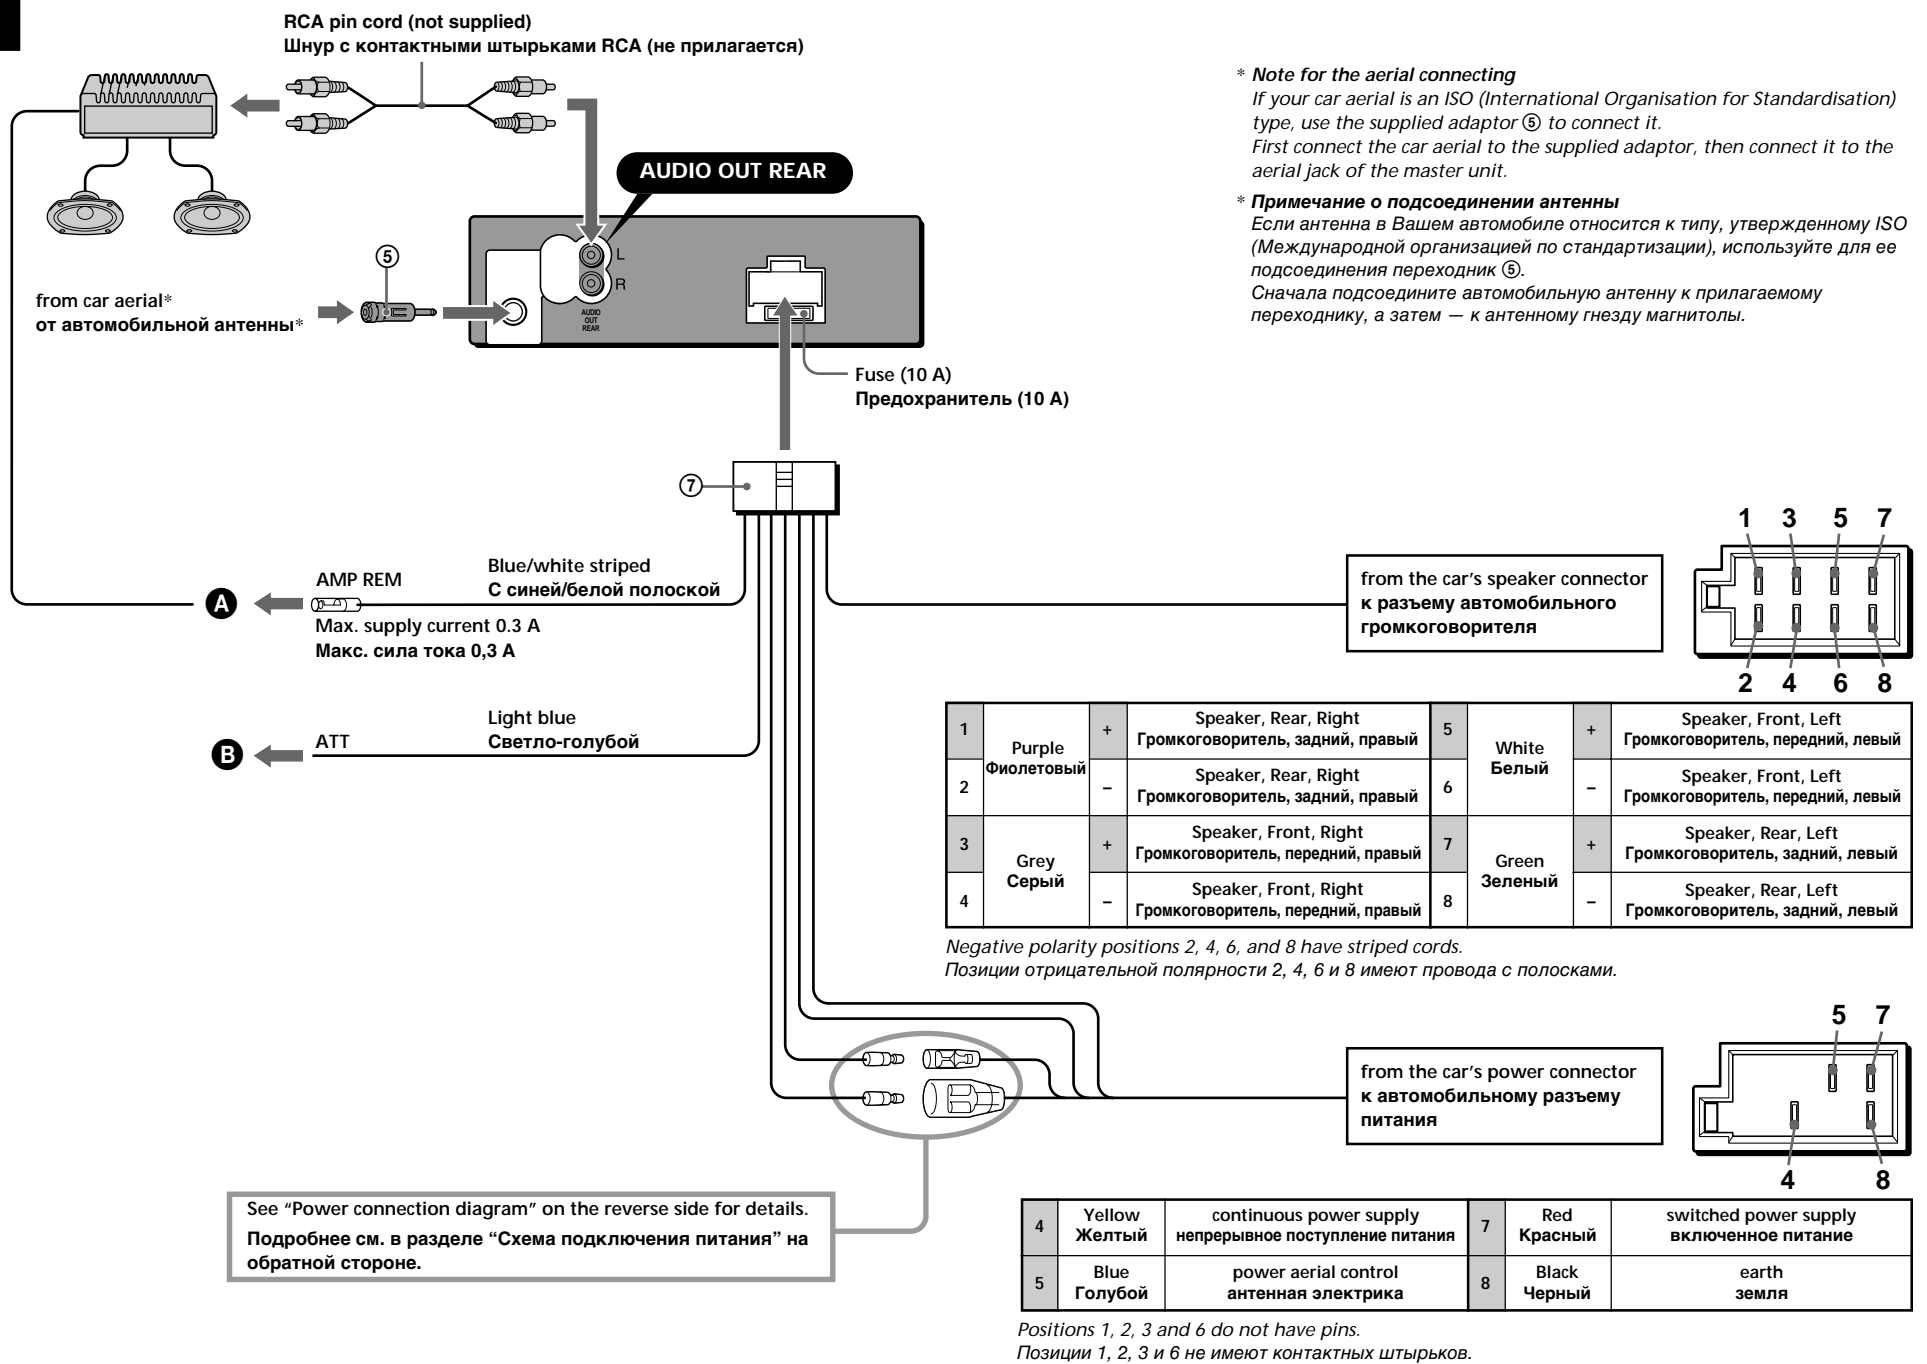 RCA pin cord (not supplied)
Шнур с контактными штырьками RCA (не прилагается)
* Note for the aerial connecting
If your car aerial is an ISO (International Organisation for Standardisation)
type, use the supplied adaptor ⑤ to connect it.
First connect the car aerial to the supplied adaptor, then connect it to the
aerial jack of the master unit.
* Примечание о подсоединении антенны
Если антенна в Вашем автомобиле относится к типу, утвержденному ISO
(Международной организацией по стандартизации), используйте для ее
подсоединения переходник ⑤.
Сначала подсоедините автомобильную антенну к прилагаемому
переходнику, а затем — к антенному гнезду магнитолы.
AUDIO OUT REAR
L
R
AUDIO
OUT
REAR
⑤
from car aerial*
от автомобильной антенны*
Fuse (10 A)
Предохранитель (10 A)
⑦
A
AMP REM
Blue/white striped
С синей/белой полоской
Max. supply current 0.3 A
Макс. сила тока 0,3 A
B
ATT
Light blue
Светло-голубой
from the car's speaker connector
к разъему автомобильного
громкоговорителя
1 3 5 7
2 4 6 8
1 Purple Фиолетовый + Speaker, Rear, Right
Громкоговоритель, задний, правый
2 – Speaker, Rear, Right
Громкоговоритель, задний, правый
3 Grey Серый + Speaker, Front, Right
Громкоговоритель, передний, правый
4 – Speaker, Front, Right
Громкоговоритель, передний, правый
5 White Белый + Speaker, Front, Left
Громкоговоритель, передний, левый
6 – Speaker, Front, Left
Громкоговоритель, передний, левый
7 Green Зеленый + Speaker, Rear, Left
Громкоговоритель, задний, левый
8 – Speaker, Rear, Left
Громкоговоритель, задний, левый
Negative polarity positions 2, 4, 6, and 8 have striped cords.
Позиции отрицательной полярности 2, 4, 6 и 8 имеют провода с полосками.
from the car's power connector
к автомобильному разъему
питания
5 7
4 8
See “Power connection diagram” on the reverse side for details.
Подробнее см. в разделе “Схема подключения питания” на
обратной стороне.
4 Yellow Желтый continuous power supply
непрерывное поступление питания
5 Blue Голубой power aerial control
антенная электрика
7 Red Красный switched power supply
включенное питание
8 Black Черный earth
земля
Positions 1, 2, 3 and 6 do not have pins.
Позиции 1, 2, 3 и 6 не имеют контактных штырьков.